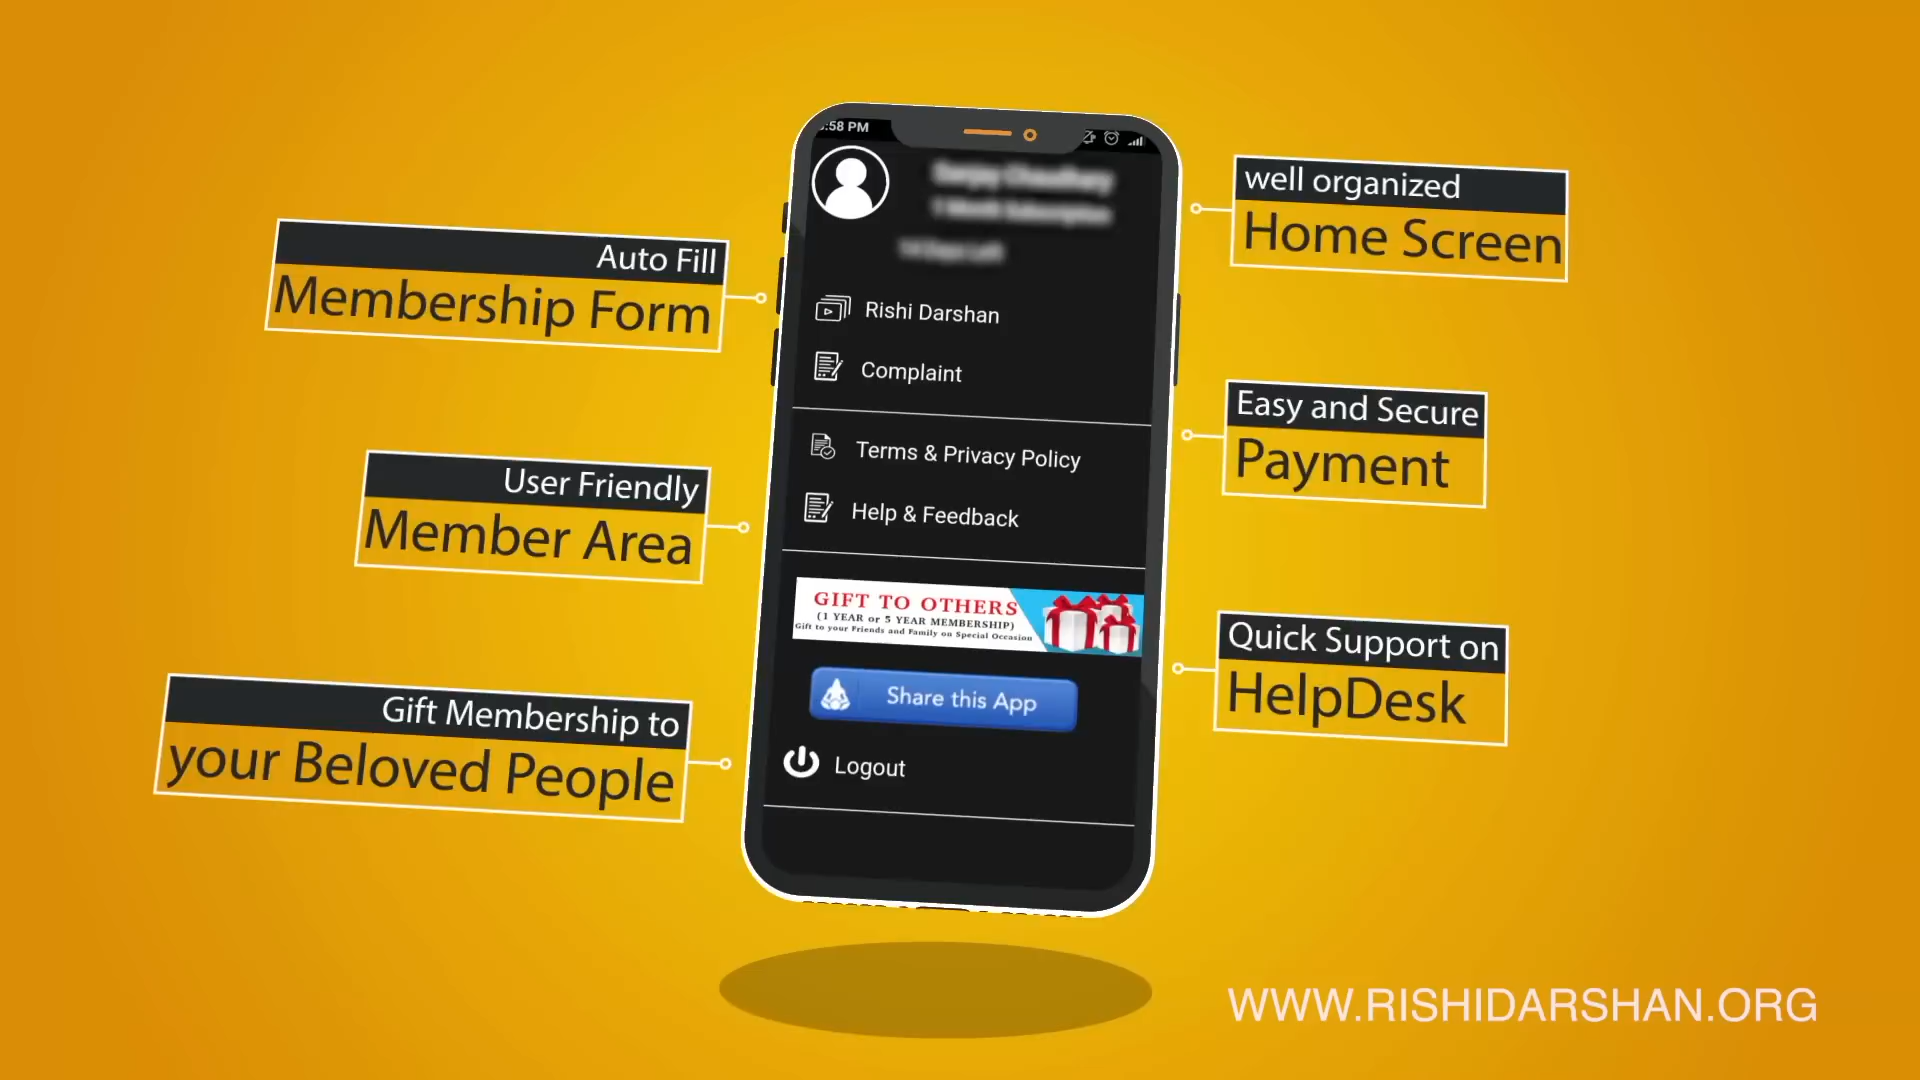 :58 PM
Rishi Darshan
Complaint
Terms & Privacy Policy
Help & Feedback
GIFT TO OTHERS
(1 YEAR or 5 YEAR MEMBERSHIP)
Gift to your Friends and Family on Special Occasion
Share this App
Logout
Auto Fill
Membership Form
User Friendly
Member Area
Gift Membership to
your Beloved People
well organized
Home Screen
Easy and Secure
Payment
Quick Support on
HelpDesk
WWW.RISHIDARSHAN.ORG